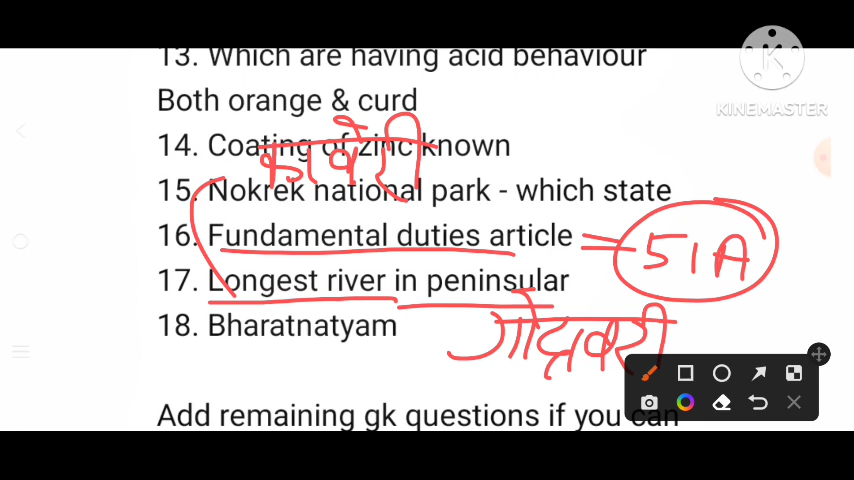 13. Which are having acid behaviour
KINEMASTER
Both orange & curd
14. Coating of zinc known
कावेरी
15. Nokrek national park - which state
16. Fundamental duties article = 51A
17. Longest river in peninsular
18. Bharatnatyam
गोदावरी
Add remaining gk questions if you can